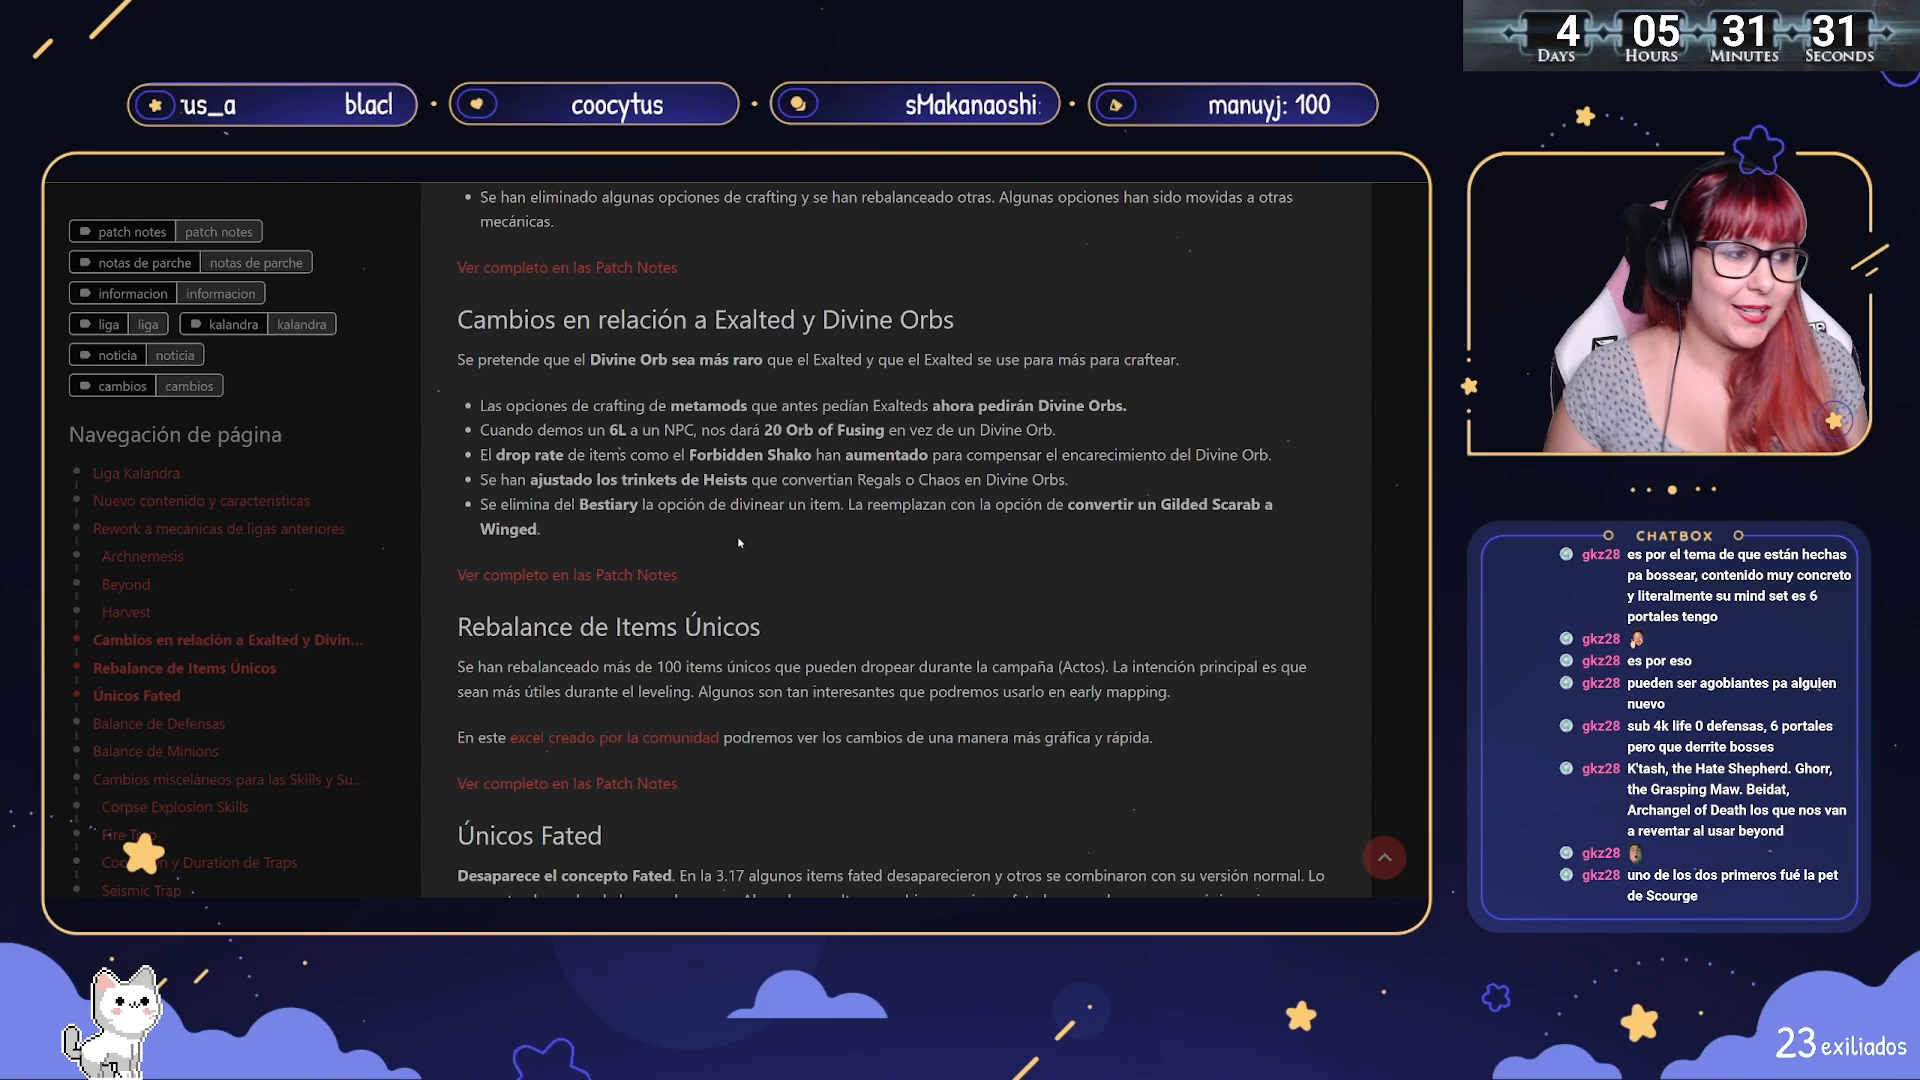 4 05 31 31
DAYS HOURS MINUTES SECONDS
us_a blac
coocytus
sMakanaoshi
manuyj: 100
patch notes patch notes
notas de parche notas de parche
informacion informacion
liga liga kalandra kalandra
noticia noticia
cambios cambios
Navegación de página
Liga Kalandra
Nuevo contenido y características
Rework a mecánicas de ligas anteriores
Archnemesis
Beyond
Harvest
Cambios en relación a Exalted y Divin...
Rebalance de Items Únicos
Únicos Fated
Balance de Defensas
Balance de Minions
Cambios misceláneos para las Skills y Su...
Corpse Explosion Skills
Fire
y Duration de Traps
Seismic Trap
Se han eliminado algunas opciones de crafting y se han rebalanceado otras. Algunas opciones han sido movidas a otras
mecánicas.
Ver completo en las Patch Notes
Cambios en relación a Exalted y Divine Orbs
Se pretende que el Divine Orb sea más raro que el Exalted y que el Exalted se use para más para craftear.
Las opciones de crafting de metamods que antes pedían Exalteds ahora pedirán Divine Orbs.
Cuando demos un 6L a un NPC, nos dará 20 Orb of Fusing en vez de un Divine Orb.
El drop rate de items como el Forbidden Shako han aumentado para compensar el encarecimiento del Divine Orb.
Se han ajustado los trinkets de Heists que convertian Regals o Chaos en Divine Orbs.
Se elimina del Bestiary la opción de divinear un item. La reemplazan con la opción de convertir un Gilded Scarab a
Winged.
Ver completo en las Patch Notes
Rebalance de Items Únicos
Se han rebalanceado más de 100 items únicos que pueden dropear durante la campaña (Actos). La intención principal es que
sean más útiles durante el leveling. Algunos son tan interesantes que podremos usarlo en early mapping.
En este excel creado por la comunidad podremos ver los cambios de una manera más gráfica y rápida.
Ver completo en las Patch Notes
Únicos Fated
Desaparece el concepto Fated. En la 3.17 algunos items fated desaparecieron y otros se combinaron con su versión normal. Lo
CHATBOX
gkz28 es por el tema de que están hechas
pa bossear, contenido muy concreto
y literalmente su mind set es 6
portales tengo
gkz28
gkz28 es por eso
gkz28 pueden ser agobiantes pa alguien
nuevo
gkz28 sub 4k life 0 defensas, 6 portales
pero que derrite bosses
gkz28 K'tash, the Hate Shepherd. Ghorr,
the Grasping Maw. Beidat,
Archangel of Death los que nos van
a reventar al usar beyond
gkz28
gkz28 uno de los dos primeros fué la pet
de Scourge
23 exiliados